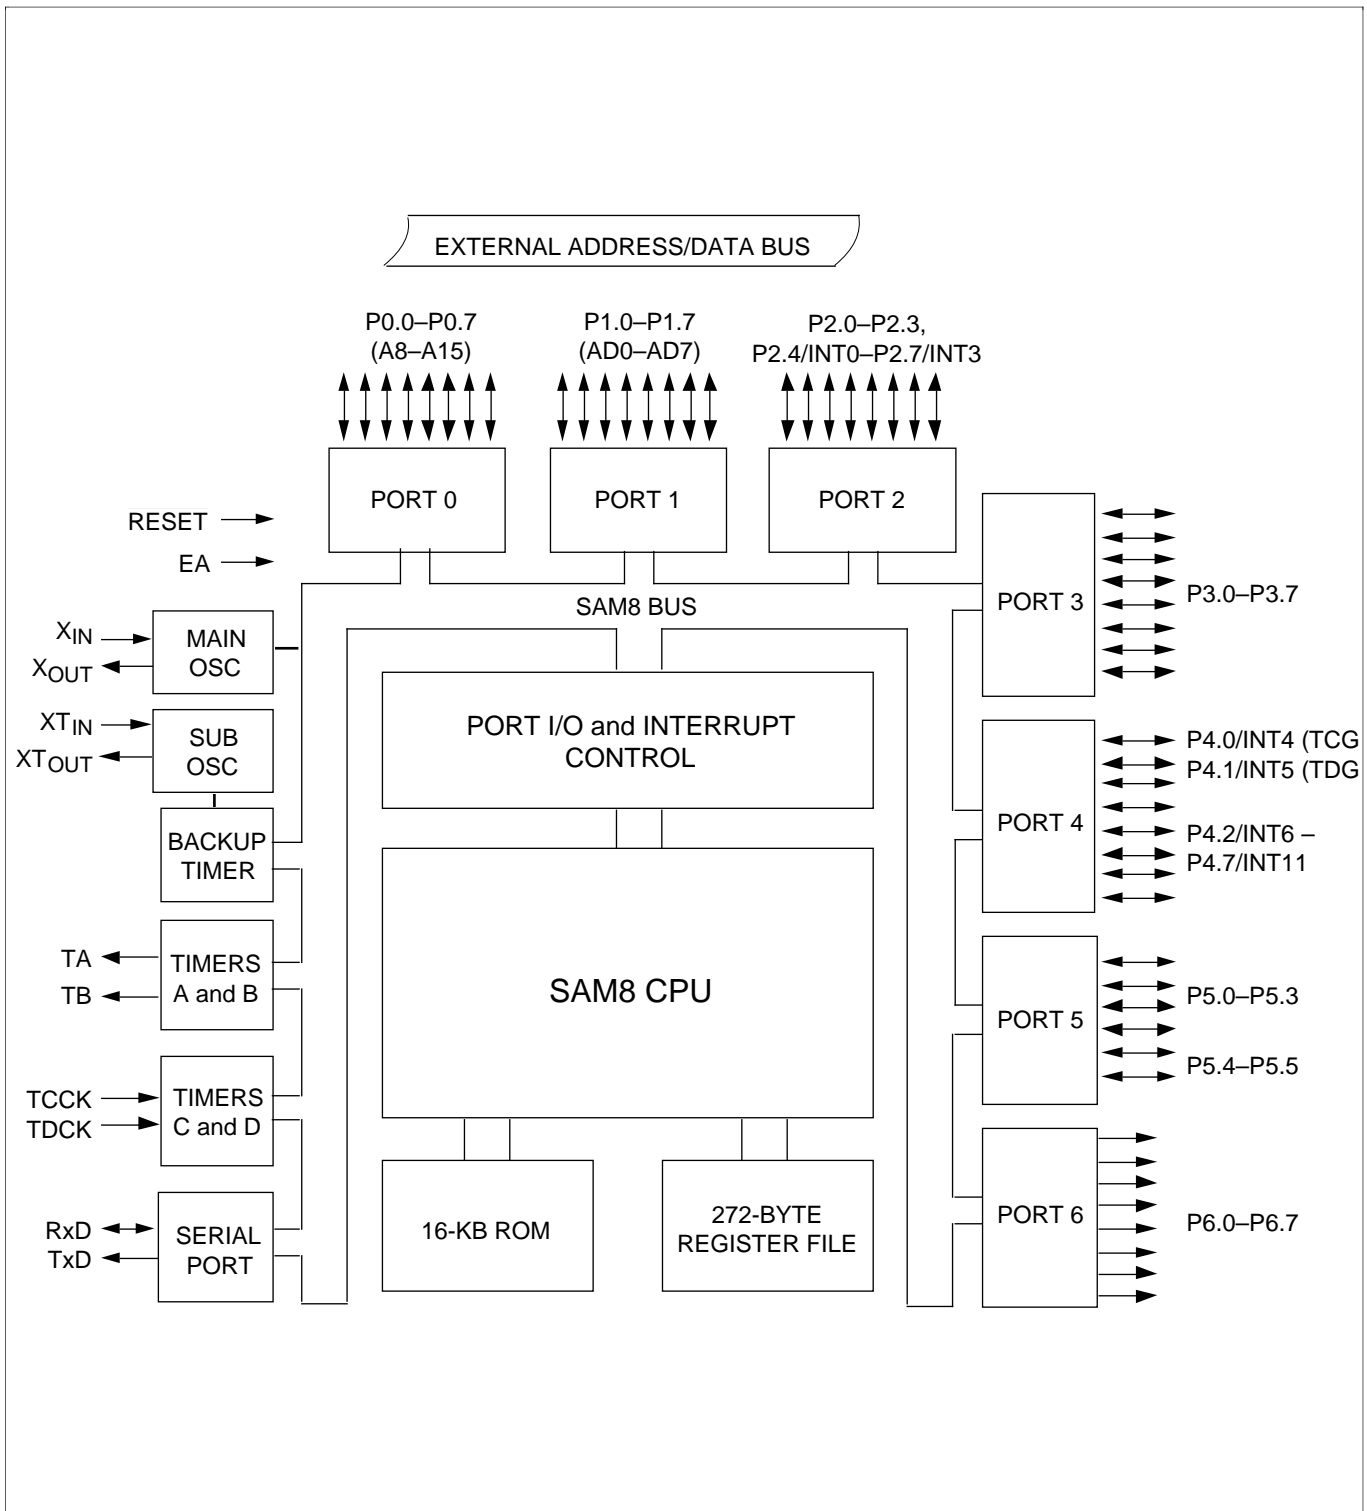 EXTERNAL ADDRESS/DATA BUS
P0.0–P0.7
(A8–A15)
P1.0–P1.7
(AD0–AD7)
P2.0–P2.3,
P2.4/INT0–P2.7/INT3
PORT 0
PORT 1
PORT 2
RESET
EA
PORT 3
P3.0–P3.7
SAM8 BUS
XIN
XOUT
MAIN
OSC
XTIN
XTOUT
SUB
OSC
PORT I/O and INTERRUPT
CONTROL
BACKUP
TIMER
PORT 4
P4.0/INT4 (TCG
P4.1/INT5 (TDG
P4.2/INT6 –
P4.7/INT11
TA
TB
TIMERS
A and B
SAM8 CPU
PORT 5
P5.0–P5.3
P5.4–P5.5
TCCK
TDCK
TIMERS
C and D
RxD
TxD
SERIAL
PORT
16-KB ROM
272-BYTE
REGISTER FILE
PORT 6
P6.0–P6.7